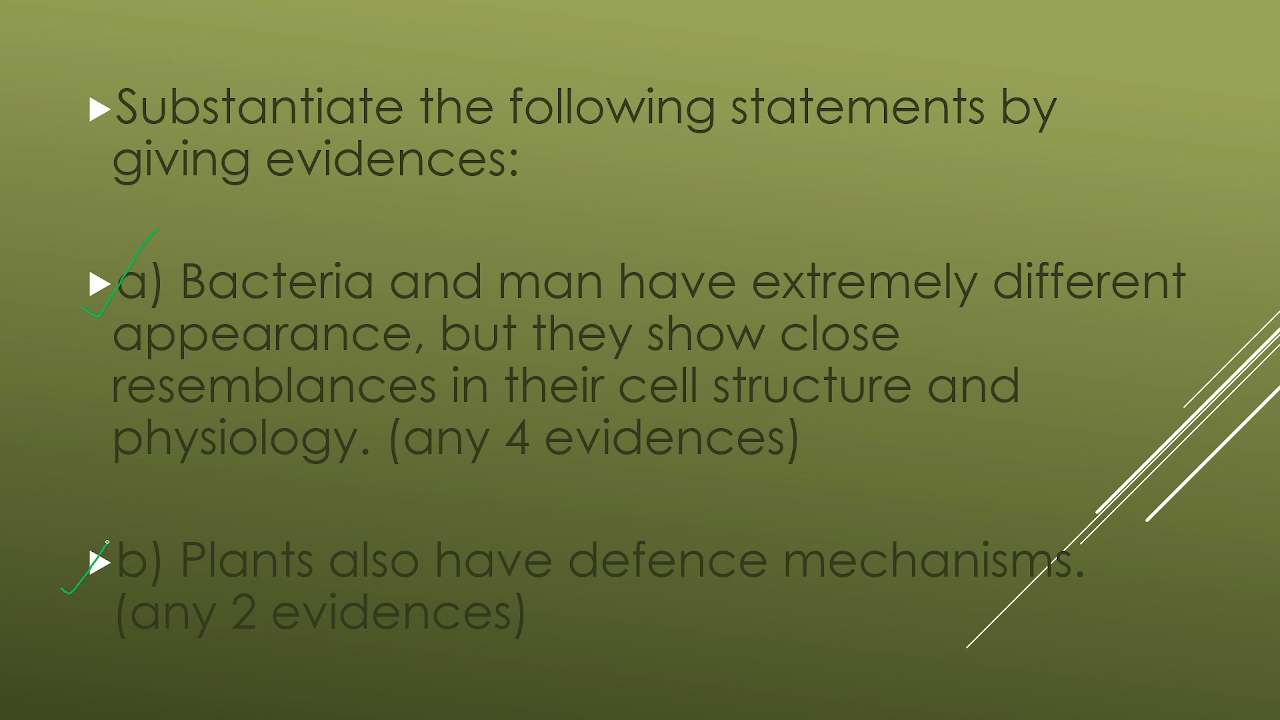 Substantiate the following statements by
giving evidences:
a) Bacteria and man have extremely different
appearance, but they show close
resemblances in their cell structure and
physiology. (any 4 evidences)
b) Plants also have defence mechanisms.
(any 2 evidences)